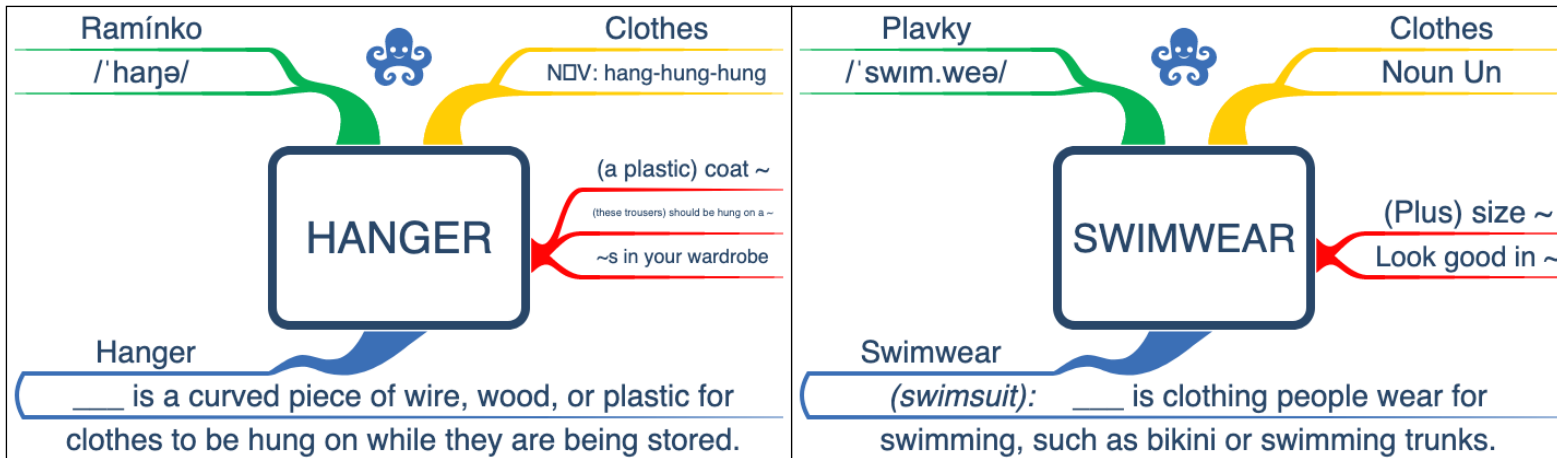 Ramínko
/ˈhaŋə/
Clothes
N□V: hang-hung-hung
HANGER
(a plastic) coat ~
(these trousers) should be hung on a ~
~s in your wardrobe
Hanger
___ is a curved piece of wire, wood, or plastic for
clothes to be hung on while they are being stored.
Plavky
/ˈswɪm.weə/
Clothes
Noun Un
SWIMWEAR
(Plus) size ~
Look good in ~
Swimwear
(swimsuit): ___ is clothing people wear for
swimming, such as bikini or swimming trunks.